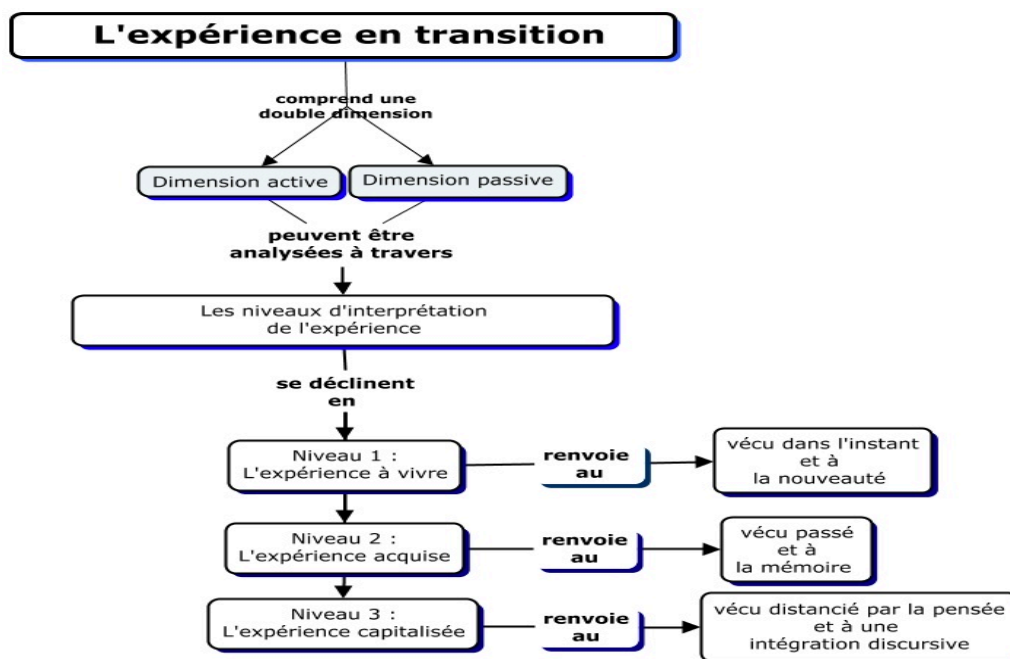 L'expérience en transition
comprend une
double dimension
Dimension active
Dimension passive
peuvent être
analysées à travers
Les niveaux d'interprétation
de l'expérience
se déclinent
en
Niveau 1 :
L'expérience à vivre
renvoie
au
vécu dans l'instant
et à
la nouveauté
Niveau 2 :
L'expérience acquise
renvoie
au
vécu passé
et à
la mémoire
Niveau 3 :
L'expérience capitalisée
renvoie
au
vécu distancié par la pensée
et à une
intégration discursive